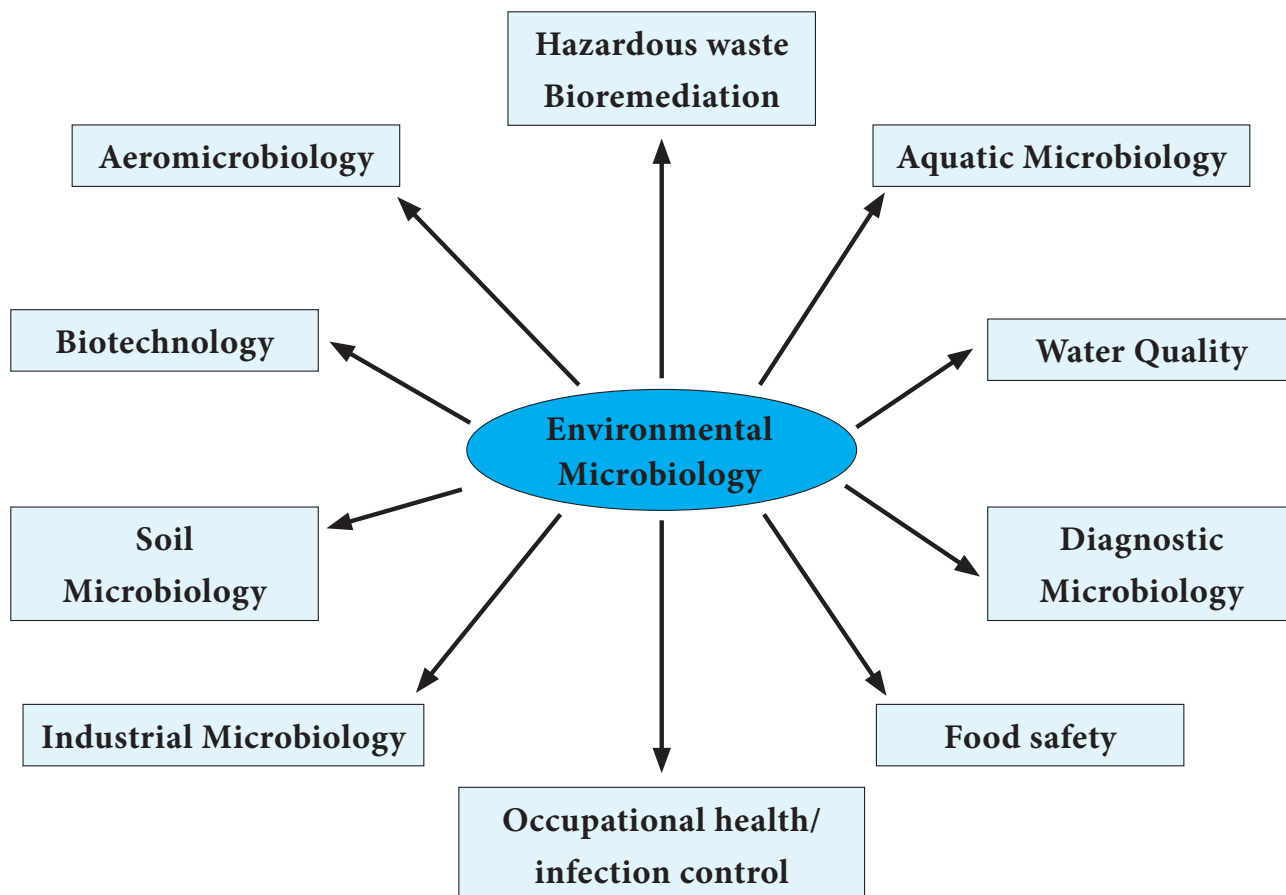 Hazardous waste
Bioremediation
Aeromicrobiology
Aquatic Microbiology
Biotechnology
Water Quality
Environmental
Microbiology
Soil
Microbiology
Diagnostic
Microbiology
Industrial Microbiology
Food safety
Occupational health/
infection control